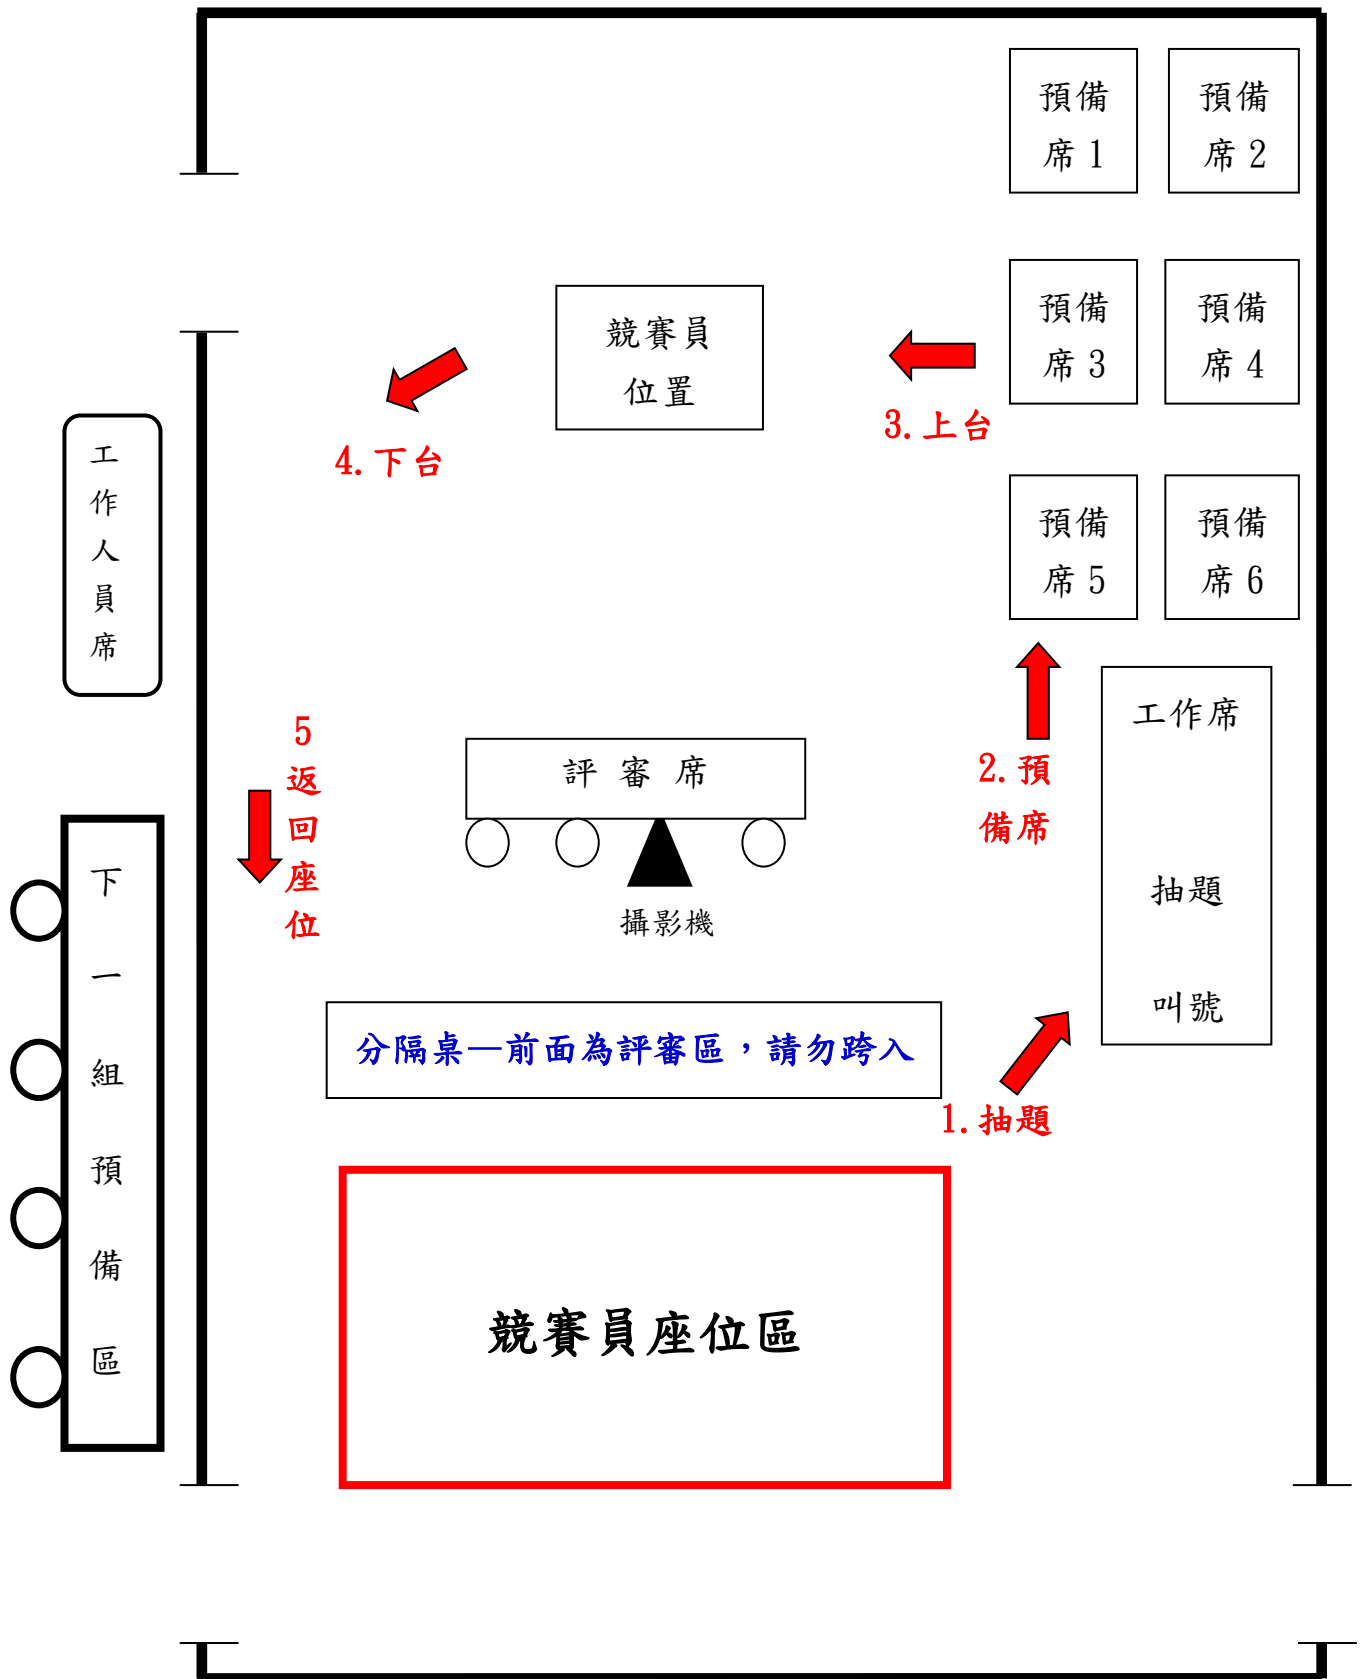 預備
席 1
預備
席 2
預備
席 3
預備
席 4
競賽員
位置
3.上台
4.下台
預備
席 5
預備
席 6
工作人員席
工作席
抽題
叫號
2.預
備席
評 審 席
攝影機
5返回座位
下一組預備區
分隔桌—前面為評審區，請勿跨入
1.抽題
競賽員座位區